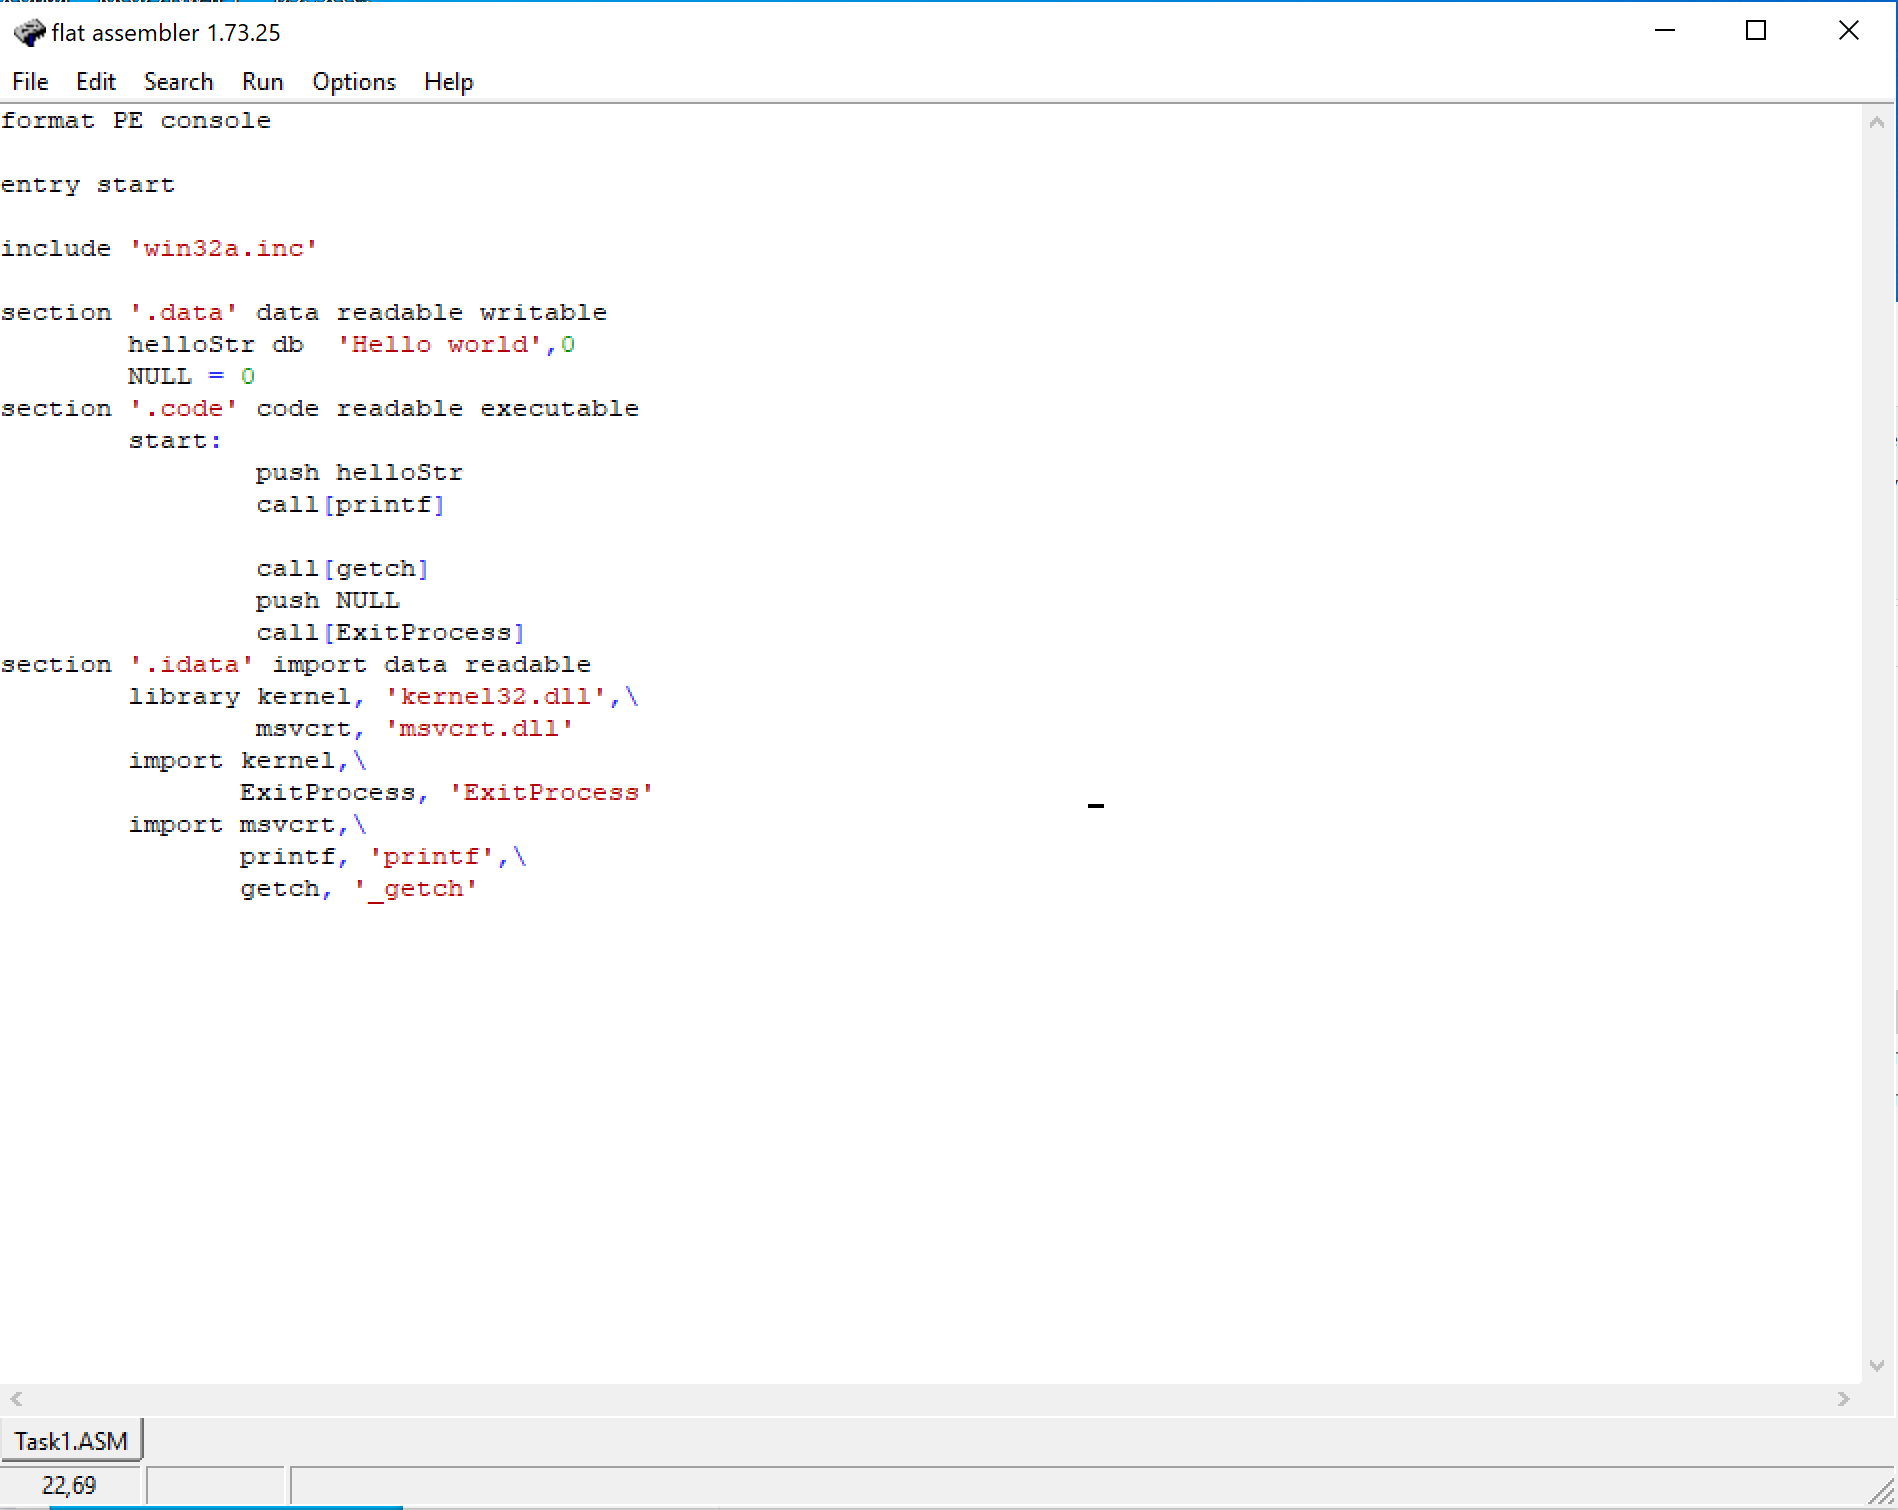 flat assembler 1.73.25
File Edit Search Run Options Help
format PE console
entry start
include 'win32a.inc'
section '.data' data readable writable
helloStr db  'Hello world',0
NULL = 0
section '.code' code readable executable
start:
push helloStr
call[printf]
call[getch]
push NULL
call[ExitProcess]
section '.idata' import data readable
library kernel, 'kernel32.dll',\
msvcrt, 'msvcrt.dll'
import kernel,\
ExitProcess, 'ExitProcess'
import msvcrt,\
printf, 'printf',\
getch, '_getch'
Task1.ASM
22,69